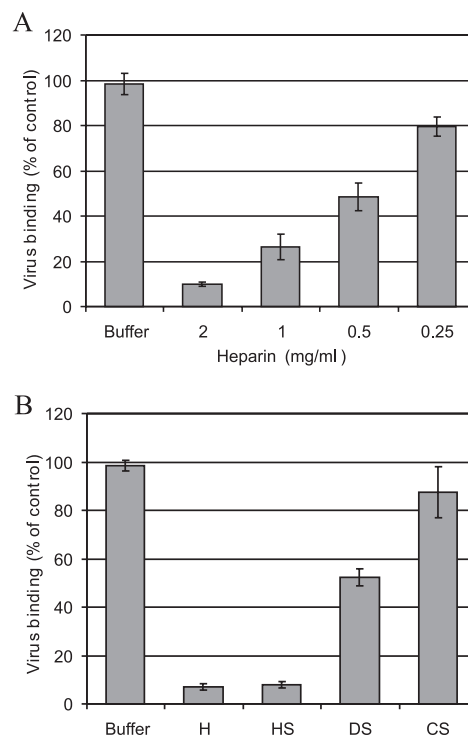 A
Virus binding (% of control)
120
100
80
60
40
20
0
Buffer 2 1 0.5 0.25
Heparin (mg/ml )
B
Virus binding (% of control)
120
100
80
60
40
20
0
Buffer H HS DS CS